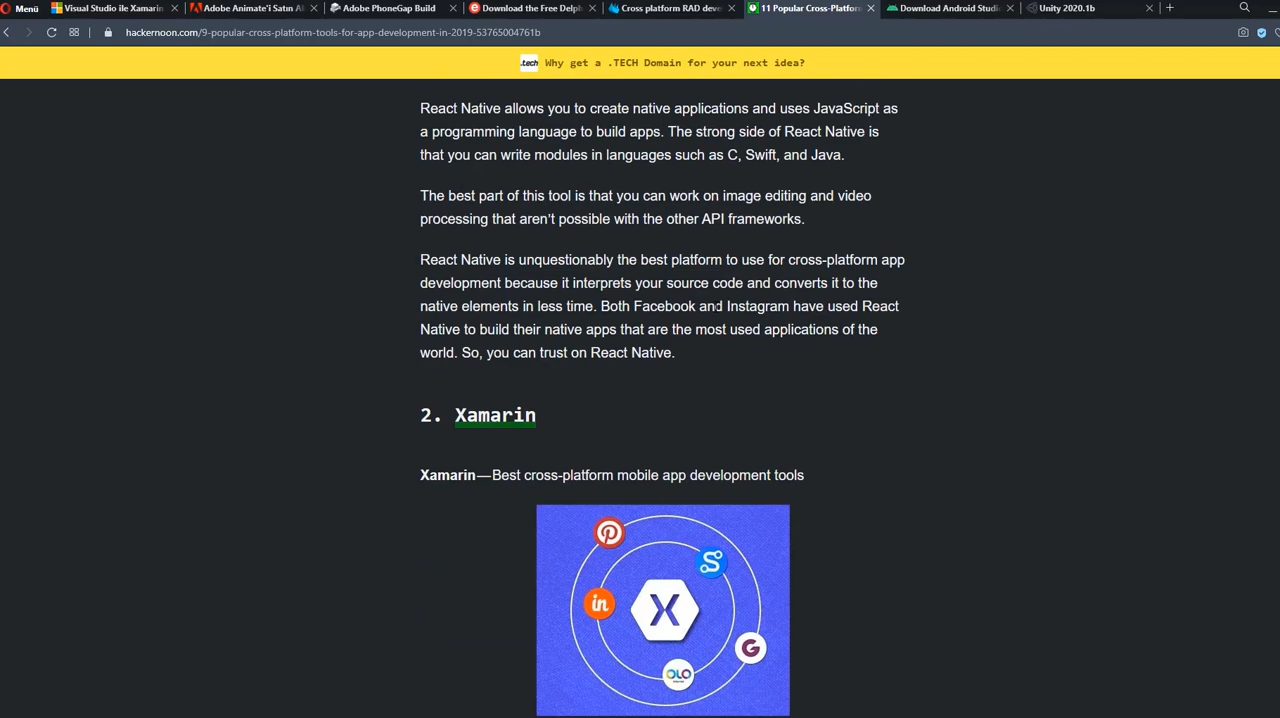 Menü
Visual Studio ile Xamarin
Adobe Animate'i Satın Al
Adobe PhoneGap Build
Download the Free Delph
Cross platform RAD deve
11 Popular Cross-Platform
Download Android Studi
Unity 2020.1b
hackernoon.com/9-popular-cross-platform-tools-for-app-development-in-2019-53765004761b
.tech Why get a .TECH Domain for your next idea?
React Native allows you to create native applications and uses JavaScript as
a programming language to build apps. The strong side of React Native is
that you can write modules in languages such as C, Swift, and Java.
The best part of this tool is that you can work on image editing and video
processing that aren't possible with the other API frameworks.
React Native is unquestionably the best platform to use for cross-platform app
development because it interprets your source code and converts it to the
native elements in less time. Both Facebook and Instagram have used React
Native to build their native apps that are the most used applications of the
world. So, you can trust on React Native.
2. Xamarin
Xamarin—Best cross-platform mobile app development tools
in
S
X
G
OLO